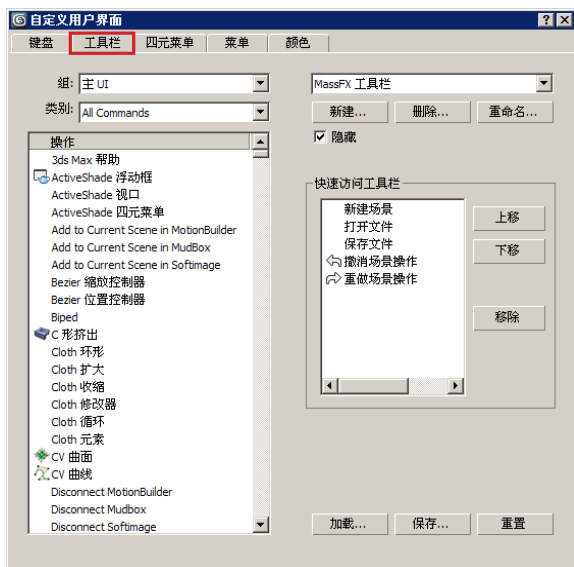 自定义用户界面
键盘 工具栏 四元菜单 菜单 颜色
组: 主 UI
类别: All Commands
操作
3ds Max 帮助
ActiveShade 浮动框
ActiveShade 视口
ActiveShade 四元菜单
Add to Current Scene in MotionBuilder
Add to Current Scene in MudBox
Add to Current Scene in Softimage
Bezier 缩放控制器
Bezier 位置控制器
Biped
C 形挤出
Cloth 环形
Cloth 扩大
Cloth 收缩
Cloth 修改器
Cloth 循环
Cloth 元素
CV 曲面
CV 曲线
Disconnect MotionBuilder
Disconnect Mudbox
Disconnect Softimage
MassFX 工具栏
新建... 删除... 重命名...
隐藏
快速访问工具栏
新建场景
打开文件
保存文件
撤消场景操作
重做场景操作
上移
下移
移除
加载... 保存... 重置